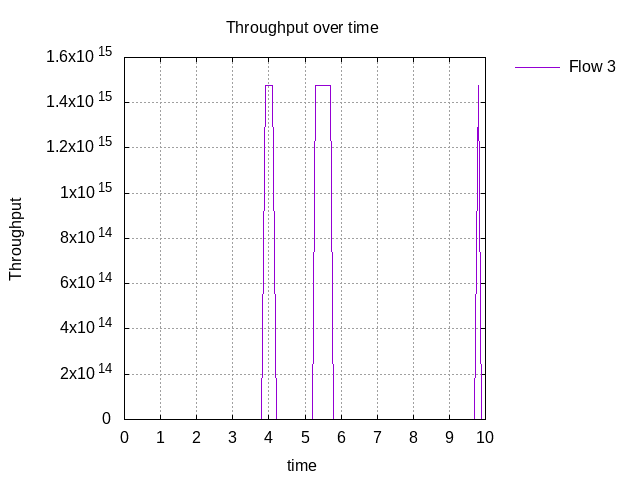 Throughput over time
Flow 3
Throughput
1.6x10 15
1.4x10 15
1.2x10 15
1x10 15
8x10 14
6x10 14
4x10 14
2x10 14
0
0 1 2 3 4 5 6 7 8 9 10
time